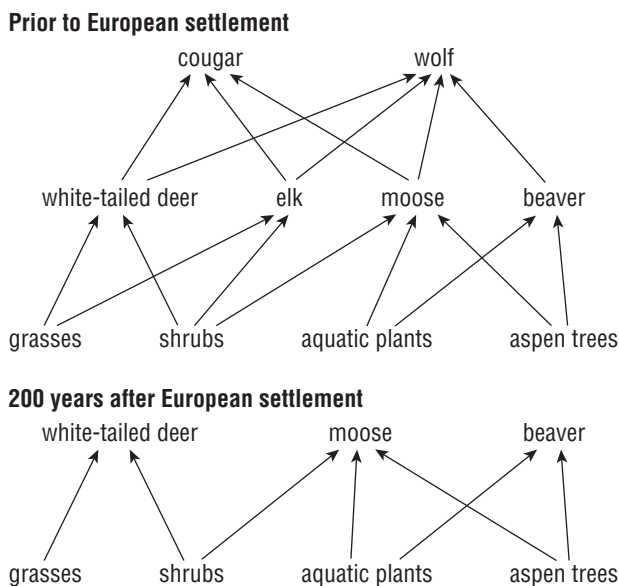 Prior to European settlement
cougar wolf
white-tailed deer elk moose beaver
grasses shrubs aquatic plants aspen trees
200 years after European settlement
white-tailed deer moose beaver
grasses shrubs aquatic plants aspen trees